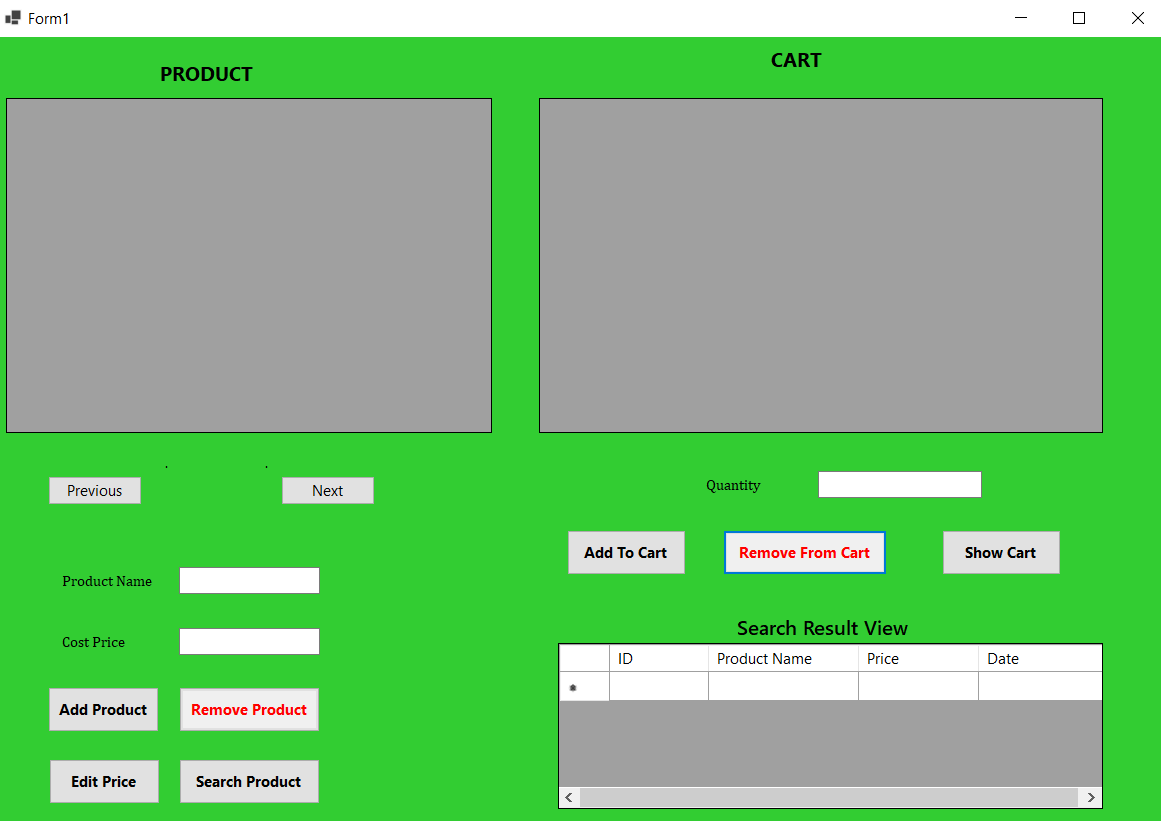 Form1
PRODUCT
CART
Previous
Next
Quantity
Add To Cart
Remove From Cart
Show Cart
Product Name
Cost Price
Add Product
Remove Product
Edit Price
Search Product
Search Result View
ID Product Name Price Date